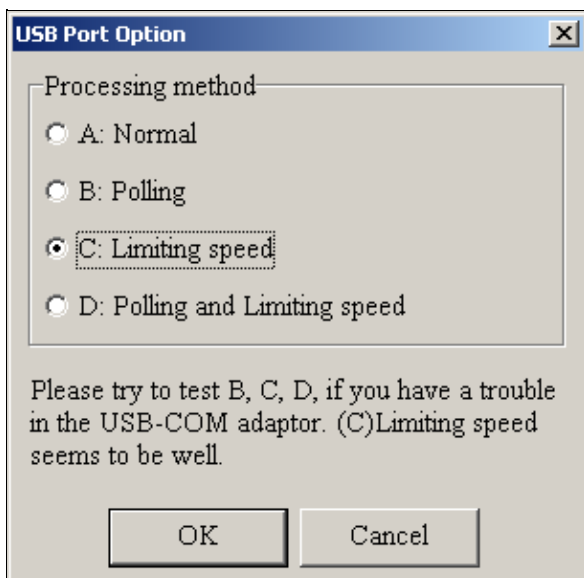 USB Port Option
Processing method
A: Normal
B: Polling
C: Limiting speed
D: Polling and Limiting speed
Please try to test B, C, D, if you have a trouble
in the USB-COM adaptor. (C)Limiting speed
seems to be well.
OK Cancel